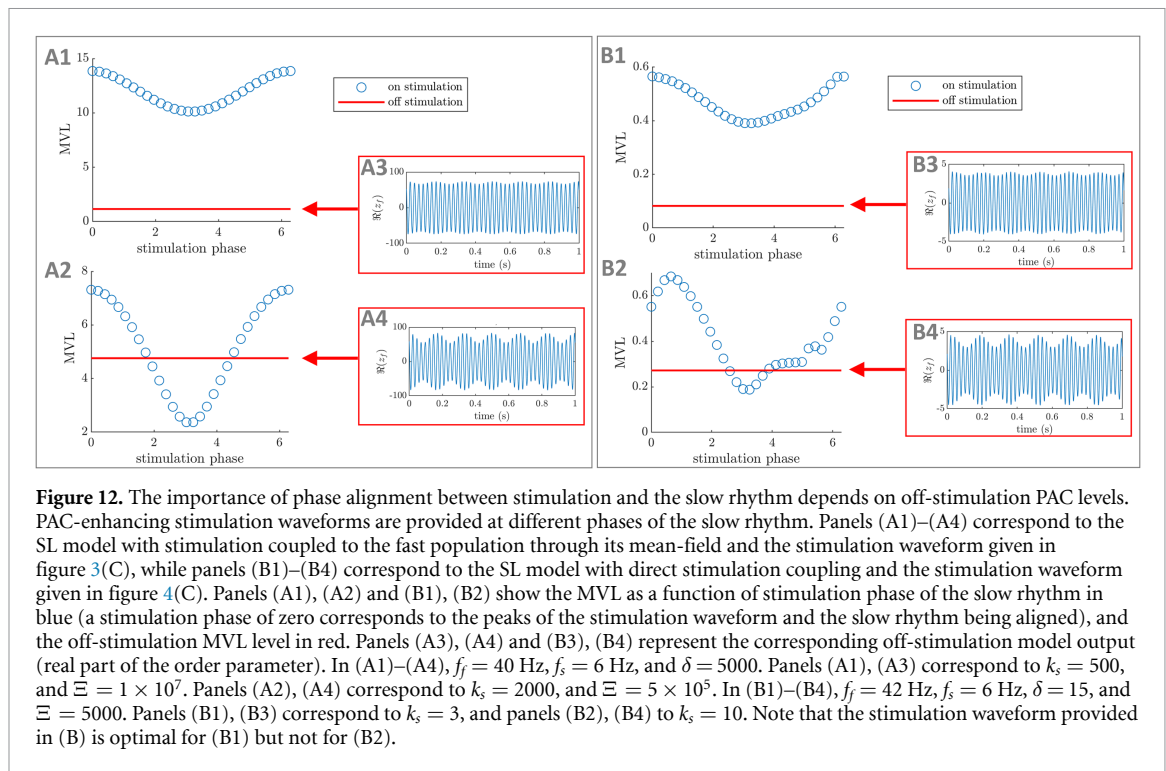 A1
15
10
5
0
MVL
0 2 4 6
stimulation phase
on stimulation
off stimulation
A3
100
0
-100
ℜ(z_f)
0 0.2 0.4 0.6 0.8 1
time (s)
A2
8
6
4
2
MVL
0 2 4 6
stimulation phase
A4
100
0
-100
ℜ(z_f)
0 0.2 0.4 0.6 0.8 1
time (s)
B1
0.6
0.4
0.2
0
MVL
0 2 4 6
stimulation phase
on stimulation
off stimulation
B3
5
0
-5
ℜ(z_f)
0 0.2 0.4 0.6 0.8 1
time (s)
B2
0.6
0.4
0.2
0
MVL
0 2 4 6
stimulation phase
B4
5
0
-5
ℜ(z_f)
0 0.2 0.4 0.6 0.8 1
time (s)
Figure 12. The importance of phase alignment between stimulation and the slow rhythm depends on off-stimulation PAC levels.
PAC-enhancing stimulation waveforms are provided at different phases of the slow rhythm. Panels (A1)–(A4) correspond to the
SL model with stimulation coupled to the fast population through its mean-field and the stimulation waveform given in
figure 3(C), while panels (B1)–(B4) correspond to the SL model with direct stimulation coupling and the stimulation waveform
given in figure 4(C). Panels (A1), (A2) and (B1), (B2) show the MVL as a function of stimulation phase of the slow rhythm in
blue (a stimulation phase of zero corresponds to the peaks of the stimulation waveform and the slow rhythm being aligned), and
the off-stimulation MVL level in red. Panels (A3), (A4) and (B3), (B4) represent the corresponding off-stimulation model output
(real part of the order parameter). In (A1)–(A4), f_f = 40 Hz, f_s = 6 Hz, and δ = 5000. Panels (A1), (A3) correspond to k_s = 500,
and Ξ = 1 × 10⁷. Panels (A2), (A4) correspond to k_s = 2000, and Ξ = 5 × 10⁵. In (B1)–(B4), f_f = 42 Hz, f_s = 6 Hz, δ = 15, and
Ξ = 5000. Panels (B1), (B3) correspond to k_s = 3, and panels (B2), (B4) to k_s = 10. Note that the stimulation waveform provided
in (B) is optimal for (B1) but not for (B2).